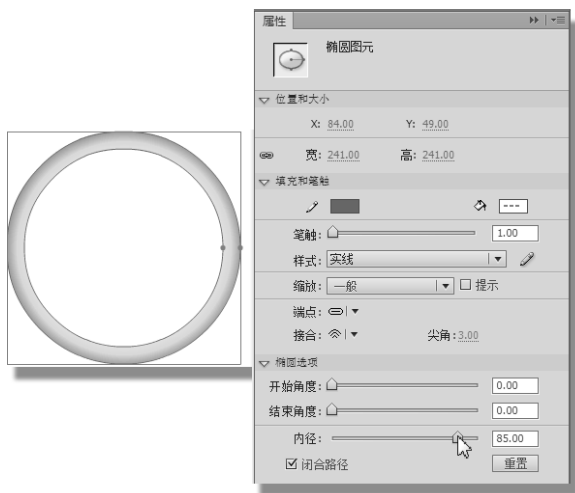 属性
椭圆图元
位置和大小
X: 84.00 Y: 49.00
宽: 241.00 高: 241.00
填充和笔触
笔触: 1.00
样式: 实线
缩放: 一般 提示
端点:
接合: 尖角: 3.00
椭圆选项
开始角度: 0.00
结束角度: 0.00
内径: 85.00
闭合路径 重置